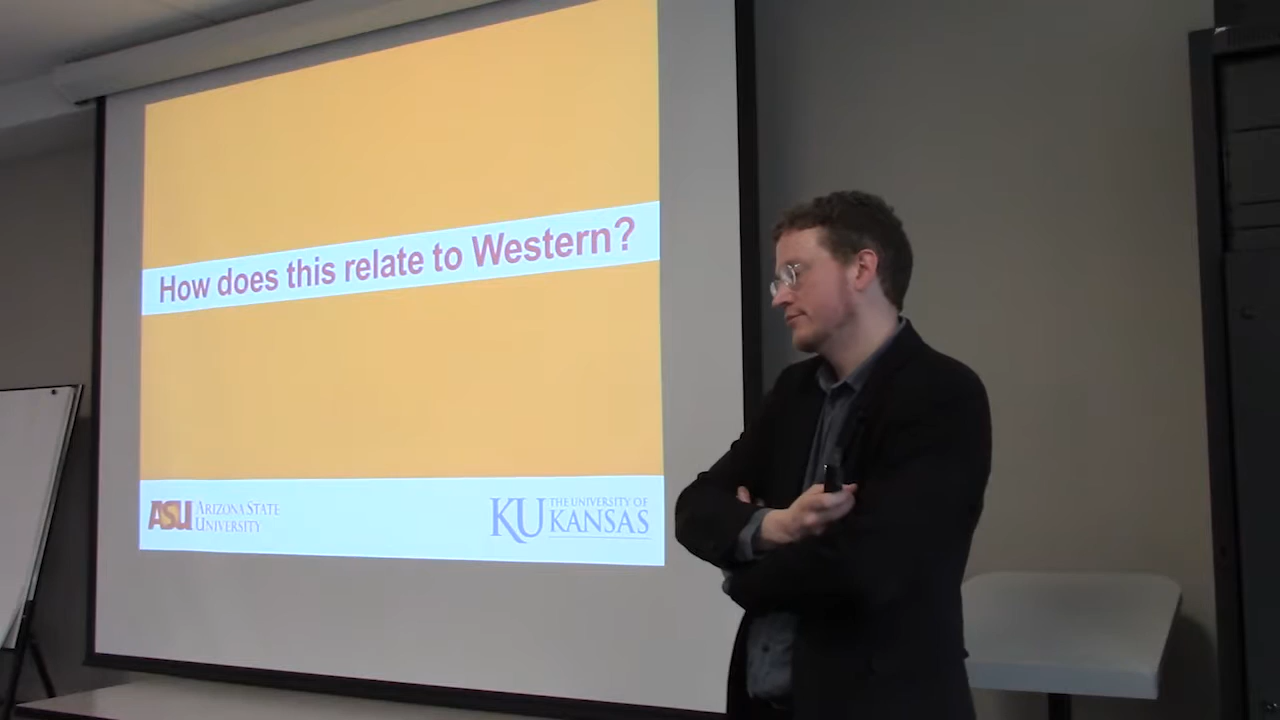 How does this relate to Western?
ASU ARIZONA STATE
UNIVERSITY
KU THE UNIVERSITY OF
KANSAS